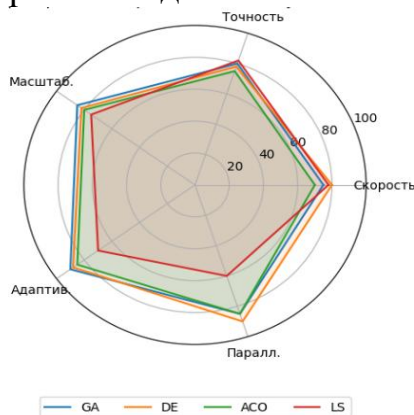 Точность
Масштаб.
100
80
60
40
20
Скорость
Адаптив.
Паралл.
GA DE ACO LS